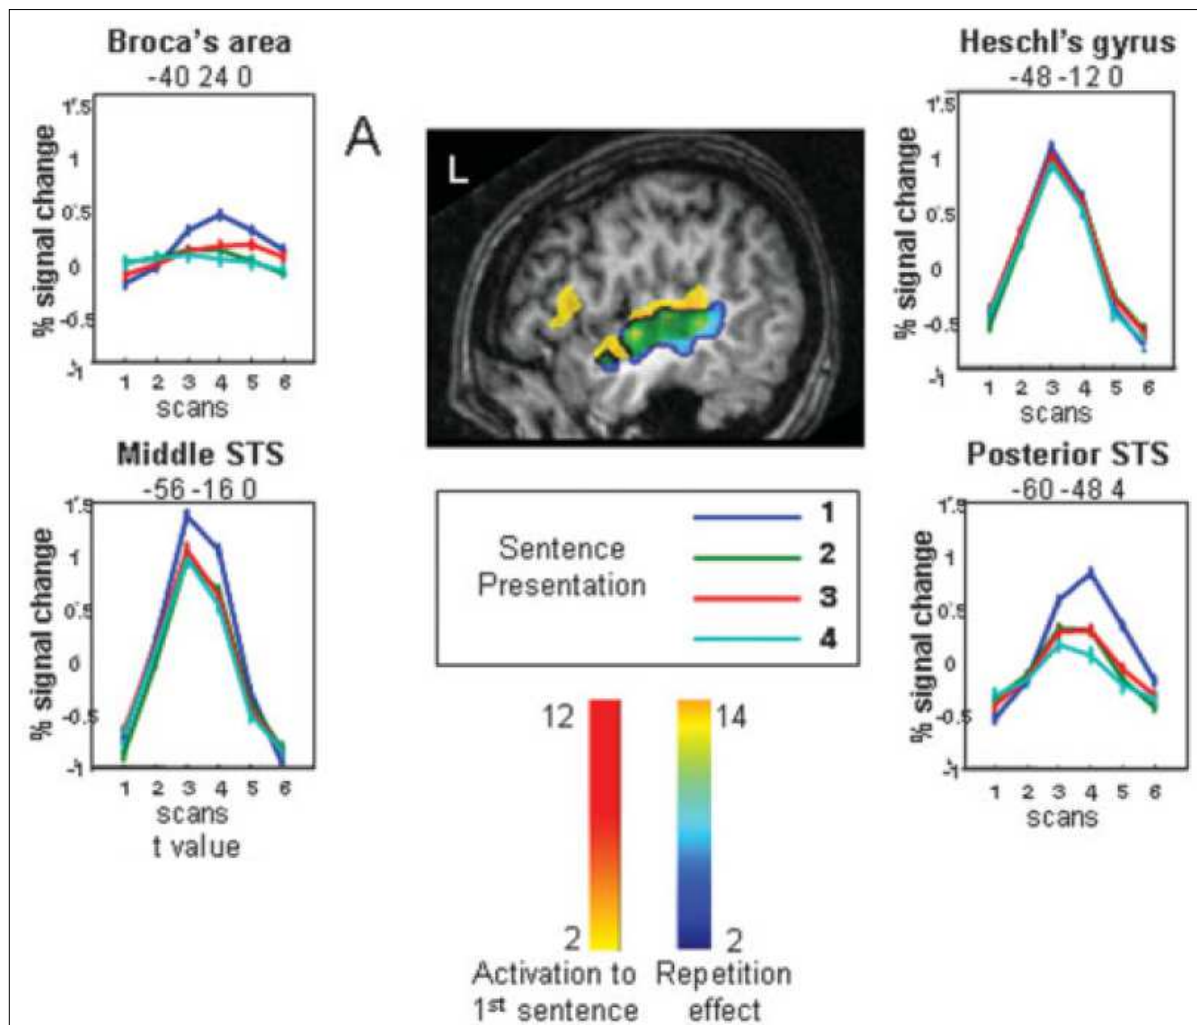 Broca's area
-40 24 0
% signal change
1.5
1
0.5
0
-0.5
-1
1 2 3 4 5 6
scans
A
L
Heschl's gyrus
-48 -12 0
% signal change
1.5
1
0.5
0
-0.5
-1
1 2 3 4 5 6
scans
Middle STS
-56 -16 0
% signal change
1.5
1
0.5
0
-0.5
-1
1 2 3 4 5 6
scans
t value
Sentence
Presentation
1
2
3
4
Posterior STS
-60 -48 4
% signal change
1.5
1
0.5
0
-0.5
-1
1 2 3 4 5 6
scans
12
2
Activation to
1st sentence
14
2
Repetition
effect